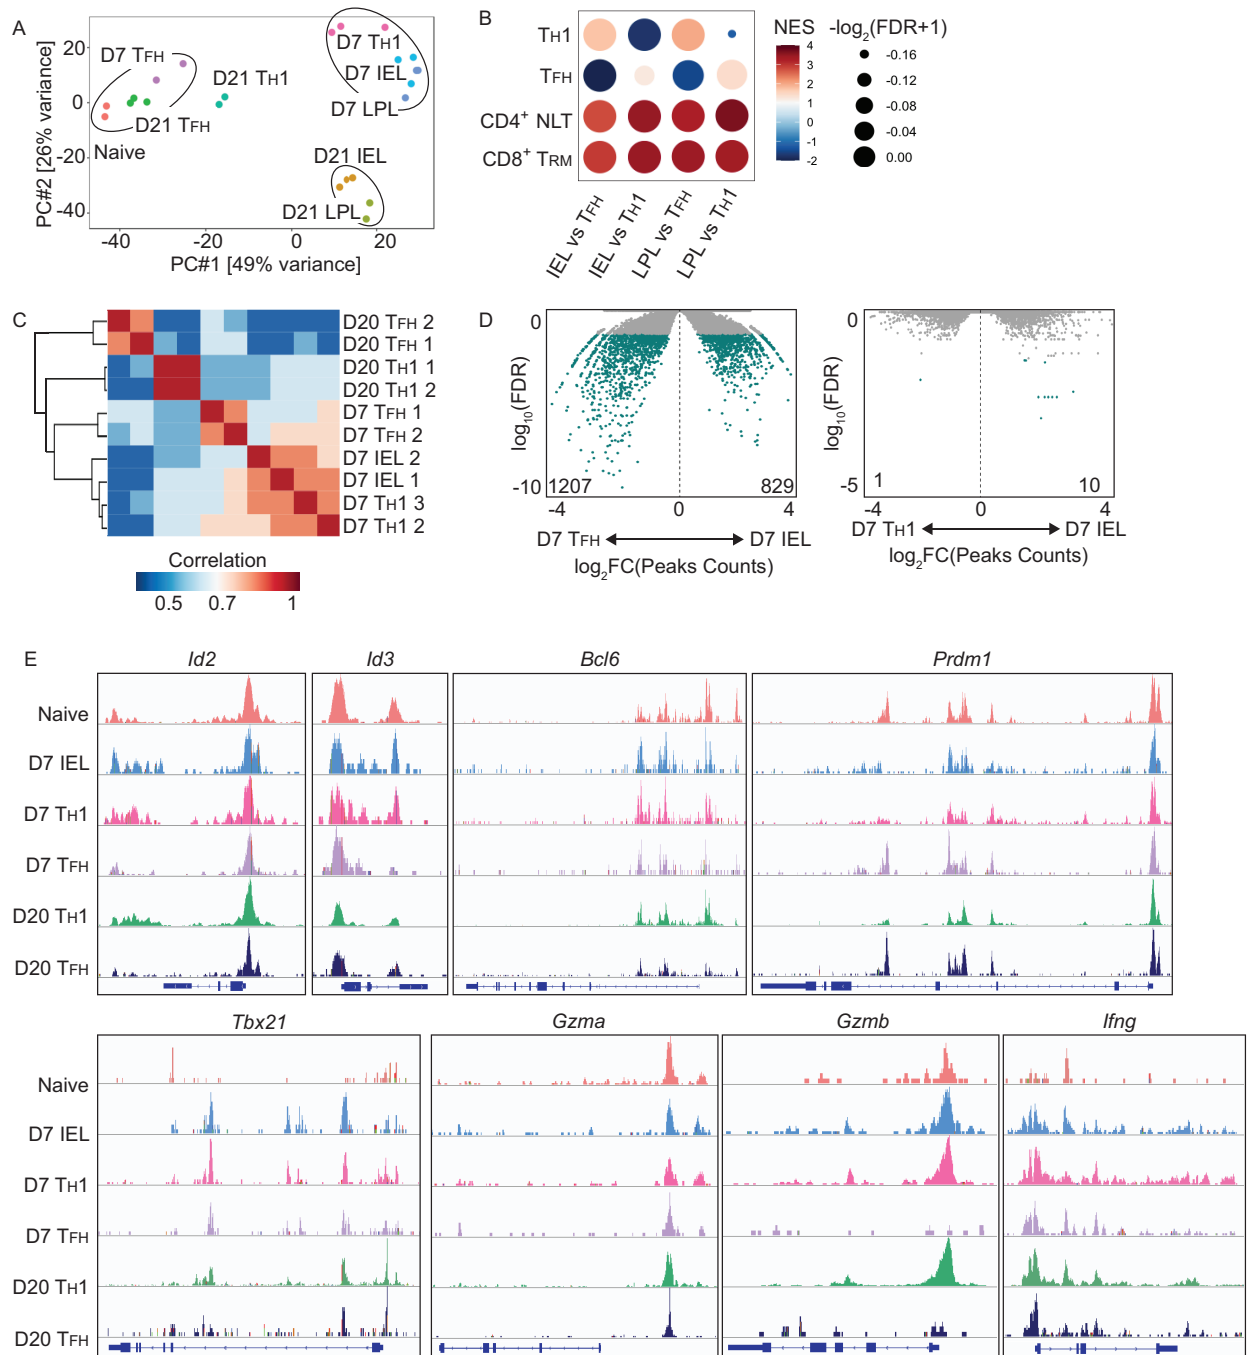 A
PC#2 [26% variance]
20
0
-20
-40
-40
-20
0
20
PC#1 [49% variance]
D7 TFH
D21 TH1
D21 TFH
Naive
D7 TH1
D7 IEL
D7 LPL
D21 IEL
D21 LPL
B
TH1
TFH
CD4+ NLT
CD8+ TRM
IEL vs TFH
IEL vs TH1
LPL vs TFH
LPL vs TH1
NES
4
3
2
1
0
-1
-2
-log2(FDR+1)
-0.16
-0.12
-0.08
-0.04
0.00
C
D20 TFH 2
D20 TFH 1
D20 TH1 1
D20 TH1 2
D7 TFH 1
D7 TFH 2
D7 IEL 2
D7 IEL 1
D7 TH1 3
D7 TH1 2
Correlation
0.5
0.7
1
D
log10(FDR)
0
-10
1207
829
-4
0
4
D7 TFH
D7 IEL
log2FC(Peaks Counts)
log10(FDR)
0
-5
1
10
-4
0
4
D7 TH1
D7 IEL
log2FC(Peaks Counts)
E
Id2
Id3
Bcl6
Prdm1
Naive
D7 IEL
D7 TH1
D7 TFH
D20 TH1
D20 TFH
Tbx21
Gzma
Gzmb
Ifng
Naive
D7 IEL
D7 TH1
D7 TFH
D20 TH1
D20 TFH